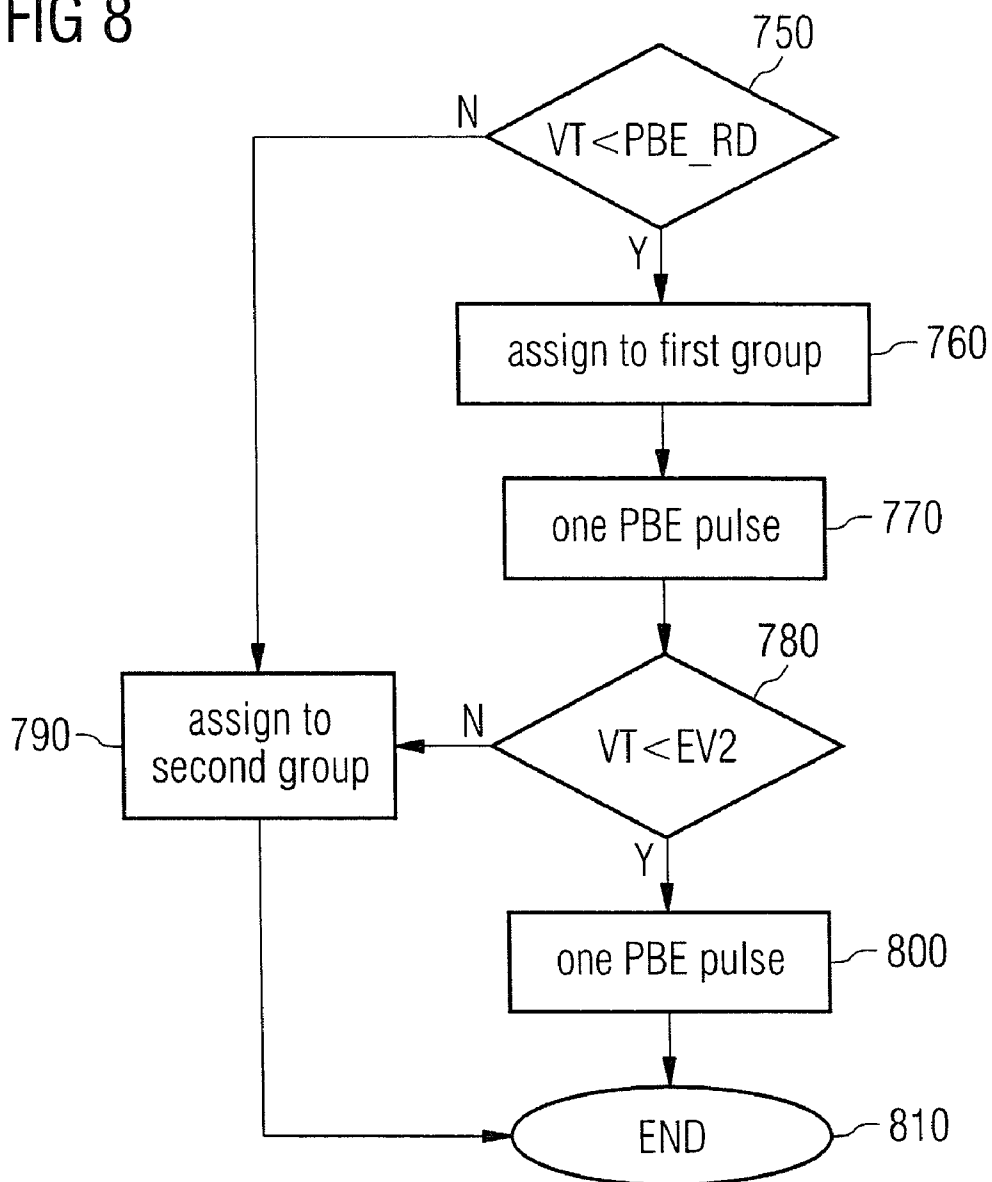 FIG 8
750
N
VT<PBE_RD
Y
assign to first group
760
one PBE pulse
770
780
790
assign to
second group
N
VT<EV2
Y
one PBE pulse
800
END
810